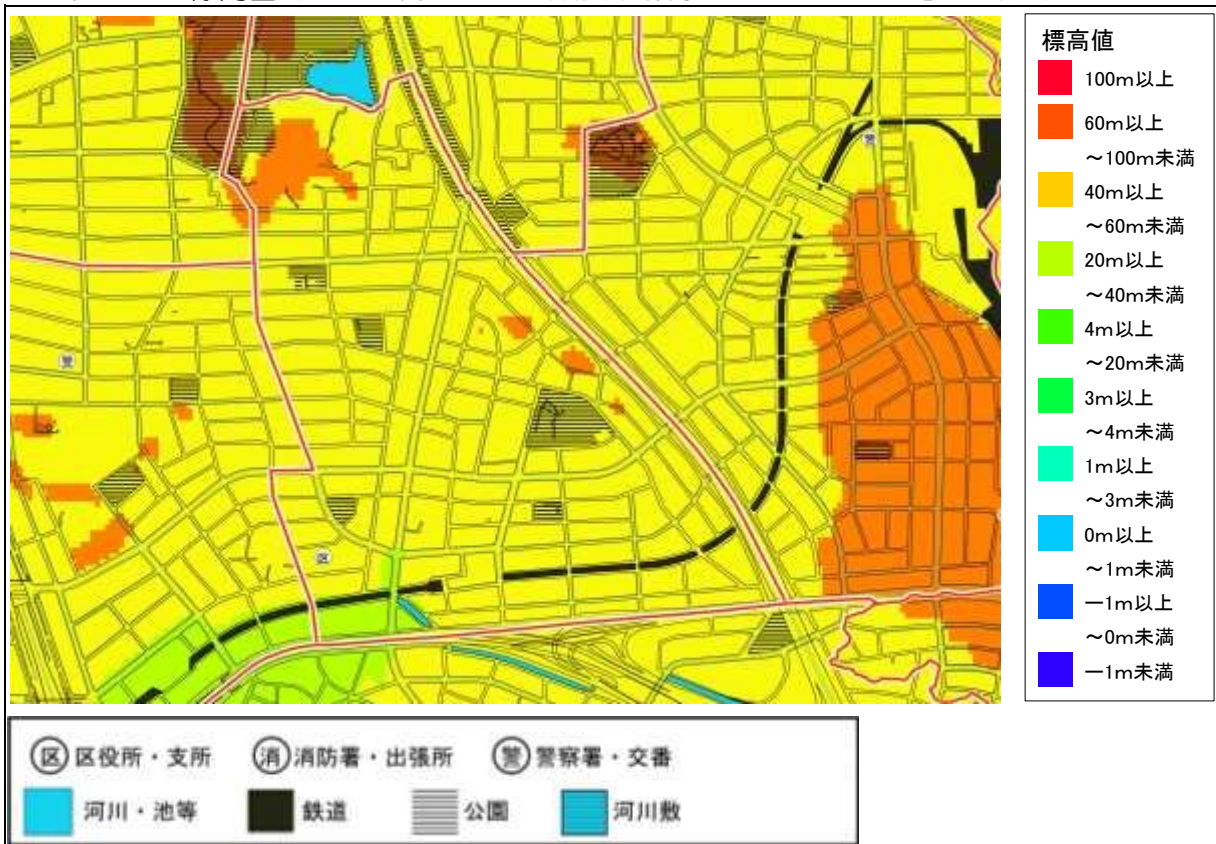 標高値
100m以上
60m以上
～100m未満
40m以上
～60m未満
20m以上
～40m未満
4m以上
～20m未満
3m以上
～4m未満
1m以上
～3m未満
0m以上
～1m未満
－1m以上
～0m未満
－1m未満
警
警
区
区 区役所・支所 消 消防署・出張所 警 警察署・交番
河川・池等 鉄道 公園 河川敷